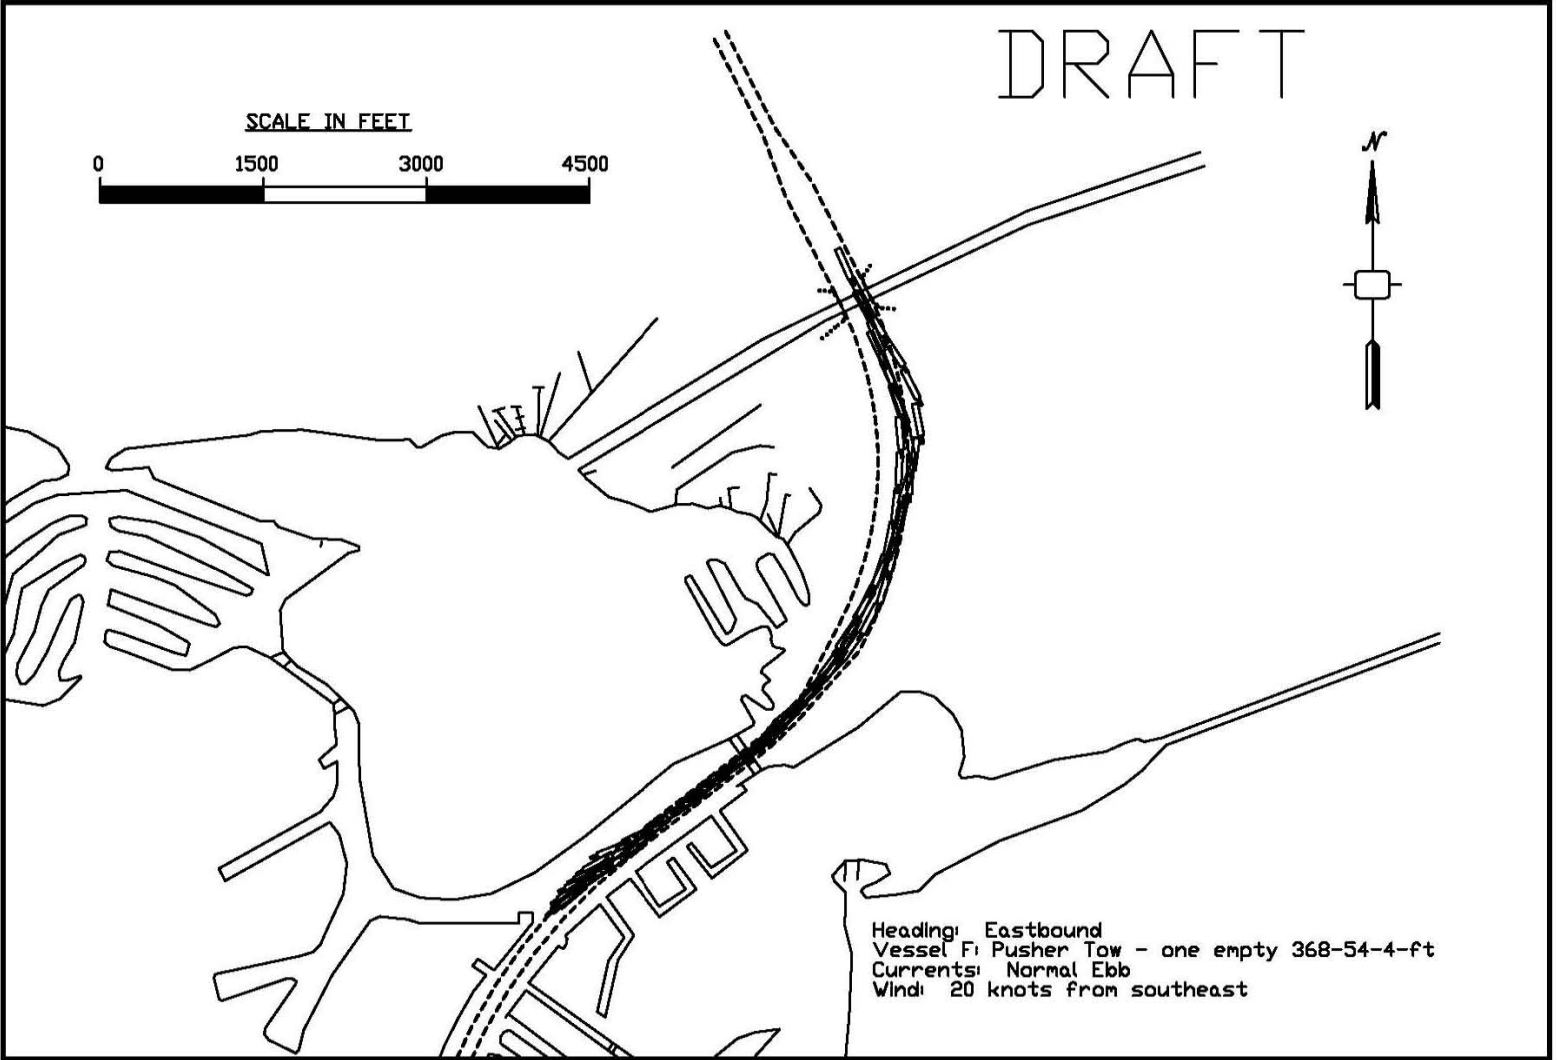 DRAFT
SCALE IN FEET
0 1500 3000 4500
N
Heading: Eastbound
Vessel F: Pusher Tow - one empty 368-54-4-ft
Currents: Normal Ebb
Wind: 20 knots from southeast